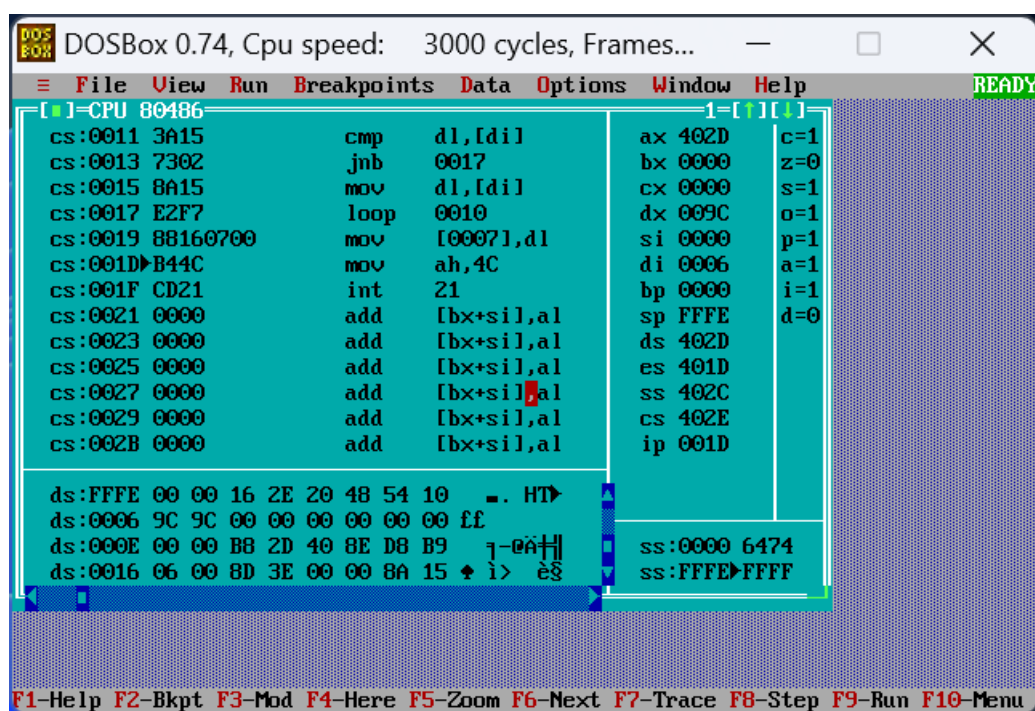 DOS BOX DOSBox 0.74, Cpu speed: 3000 cycles, Frames...
≡ File View Run Breakpoints Data Options Window Help READY
[■]=CPU 80486 1=[↑][↓]
cs:0011 3A15 cmp dl,[di] ax 402D c=1
cs:0013 7302 jnb 0017 bx 0000 z=0
cs:0015 8A15 mov dl,[di] cx 0000 s=1
cs:0017 E2F7 loop 0010 dx 009C o=1
cs:0019 88160700 mov [0007],dl si 0000 p=1
cs:001D►B44C mov ah,4C di 0006 a=1
cs:001F CD21 int 21 bp 0000 i=1
cs:0021 0000 add [bx+si],al sp FFFE d=0
cs:0023 0000 add [bx+si],al ds 402D
cs:0025 0000 add [bx+si],al es 401D
cs:0027 0000 add [bx+si],al ss 402C
cs:0029 0000 add [bx+si],al cs 402E
cs:002B 0000 add [bx+si],al ip 001D
ds:FFFE 00 00 16 2E 20 48 54 10 ▬. HT►
ds:0006 9C 9C 00 00 00 00 00 00 ££
ds:000E 00 00 B8 2D 40 8E D8 B9 ╕-@Ä╪╣ ss:0000 6474
ds:0016 06 00 8D 3E 00 00 8A 15 ♠ ì> è§ ss:FFFE►FFFF
F1-Help F2-Bkpt F3-Mod F4-Here F5-Zoom F6-Next F7-Trace F8-Step F9-Run F10-Menu